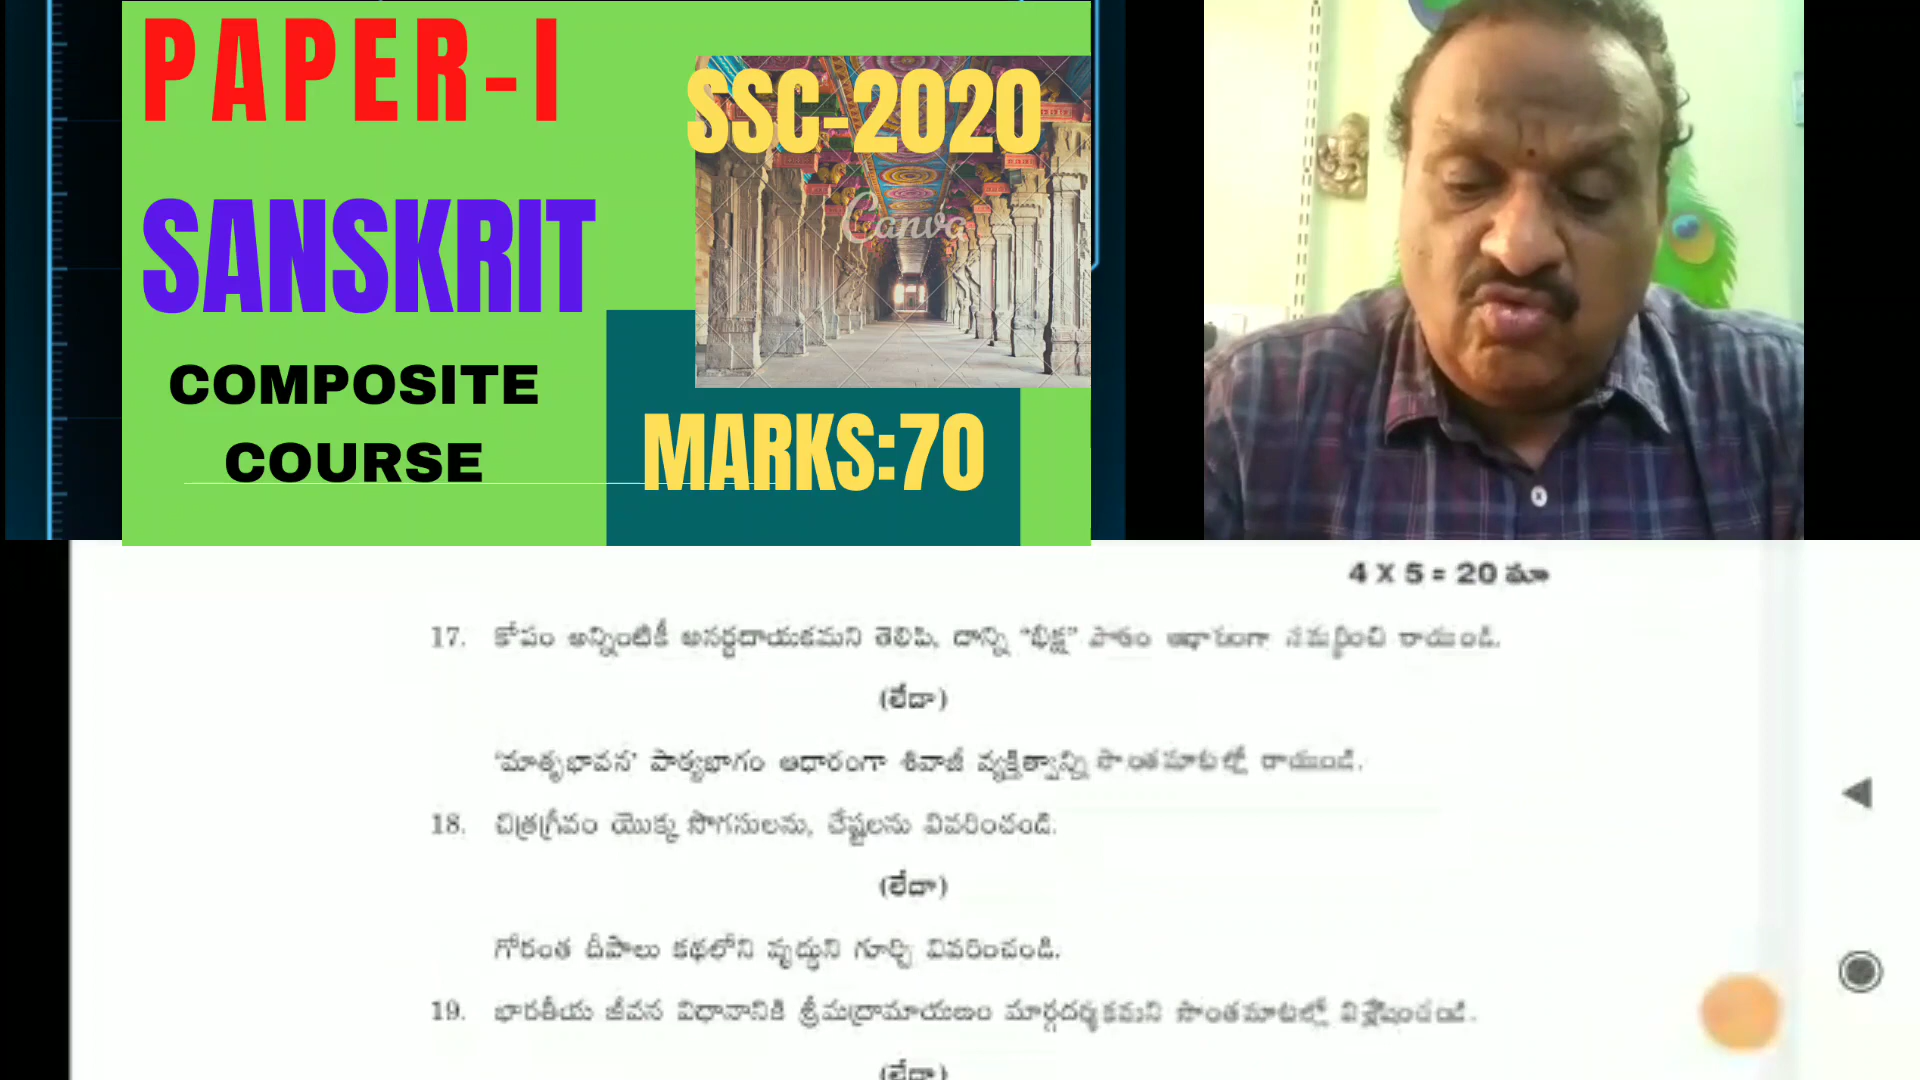 PAPER-I
SSC-2020
SANSKRIT
Canva
COMPOSITE
COURSE
MARKS:70
4 X 5 = 20 మా
17. కోపం అన్నింటికీ అనర్థదాయకమని తెలిపి, దాన్ని "భిక్ష" పాఠం ఆధారంగా సమర్థించి రాయండి.
(లేదా)
'మాతృభావన' పాఠ్యభాగం ఆధారంగా శివాజీ వ్యక్తిత్వాన్ని సొంతమాటల్లో రాయండి.
18. చిత్రగ్రీవం యొక్క సొగసులను, చేష్టలను వివరించండి.
(లేదా)
గోరంత దీపాలు కథలోని వృద్ధుని గూర్చి వివరించండి.
19. భారతీయ జీవన విధానానికి శ్రీమద్రామాయణం మార్గదర్శకమని సొంతమాటల్లో విశ్లేషించండి.
(లేదా)